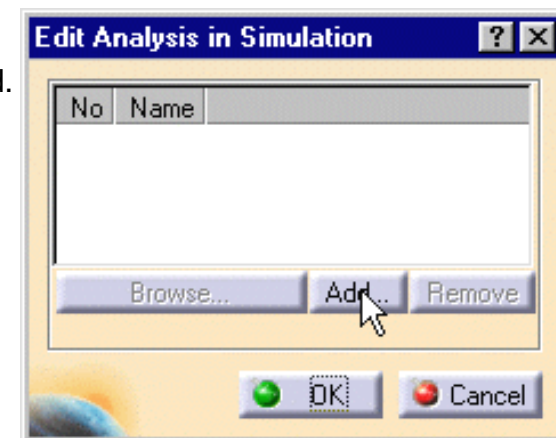 Edit Analysis in Simulation ? X
l.
No Name
Browse... Add... Remove
OK Cancel